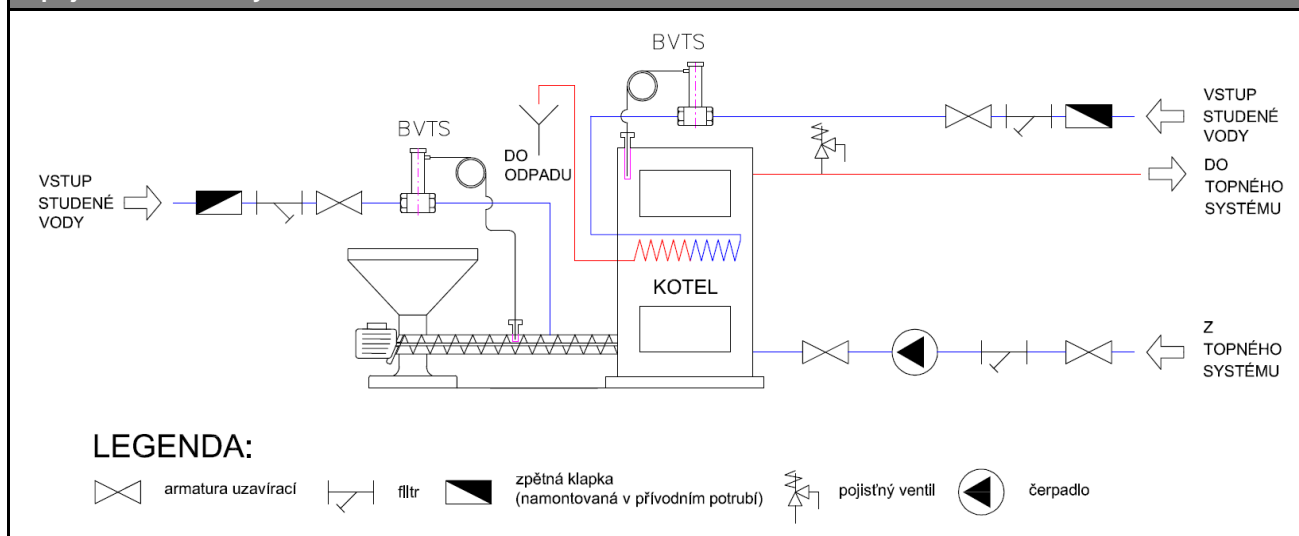 BVTS
BVTS
VSTUP
STUDENÉ
VODY
DO
ODPADU
VSTUP
STUDENÉ
VODY
DO
TOPNÉHO
SYSTÉMU
KOTEL
Z
TOPNÉHO
SYSTÉMU
LEGENDA:
armatura uzavírací
filtr
zpětná klapka
(namontovaná v přívodním potrubí)
pojisťný ventil
čerpadlo